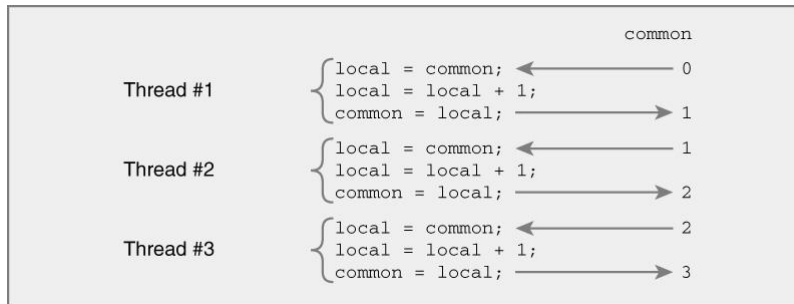 common
local = common; 0
Thread #1 local = local + 1;
common = local; 1
local = common; 1
Thread #2 local = local + 1;
common = local; 2
local = common; 2
Thread #3 local = local + 1;
common = local; 3